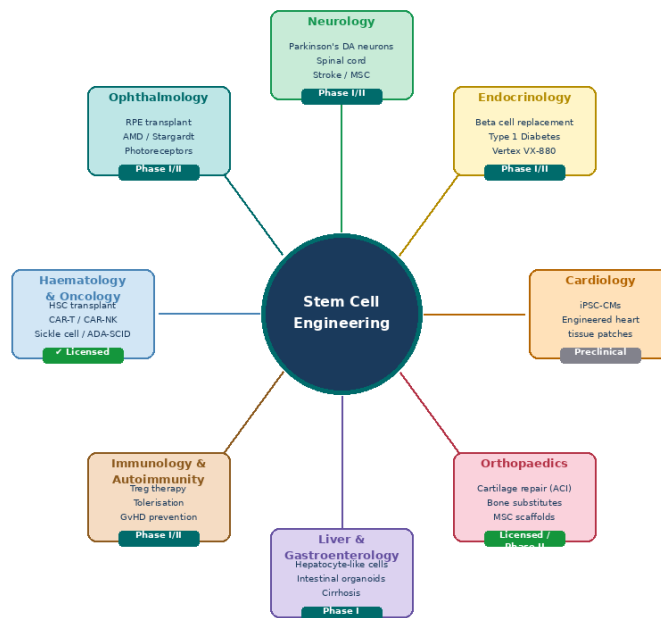 Neurology
Parkinson's DA neurons
Spinal cord
Stroke / MSC
Phase I/II
Ophthalmology
RPE transplant
AMD / Stargardt
Photoreceptors
Phase I/II
Endocrinology
Beta cell replacement
Type 1 Diabetes
Vertex VX-880
Phase I/II
Haematology
& Oncology
HSC transplant
CAR-T / CAR-NK
Sickle cell / ADA-SCID
✓ Licensed
Stem Cell
Engineering
Cardiology
iPSC-CMs
Engineered heart
tissue patches
Preclinical
Immunology &
Autoimmunity
Treg therapy
Tolerisation
GvHD prevention
Phase I/II
Orthopaedics
Cartilage repair (ACI)
Bone substitutes
MSC scaffolds
Licensed /
Phase II
Liver &
Gastroenterology
Hepatocyte-like cells
Intestinal organoids
Cirrhosis
Phase I